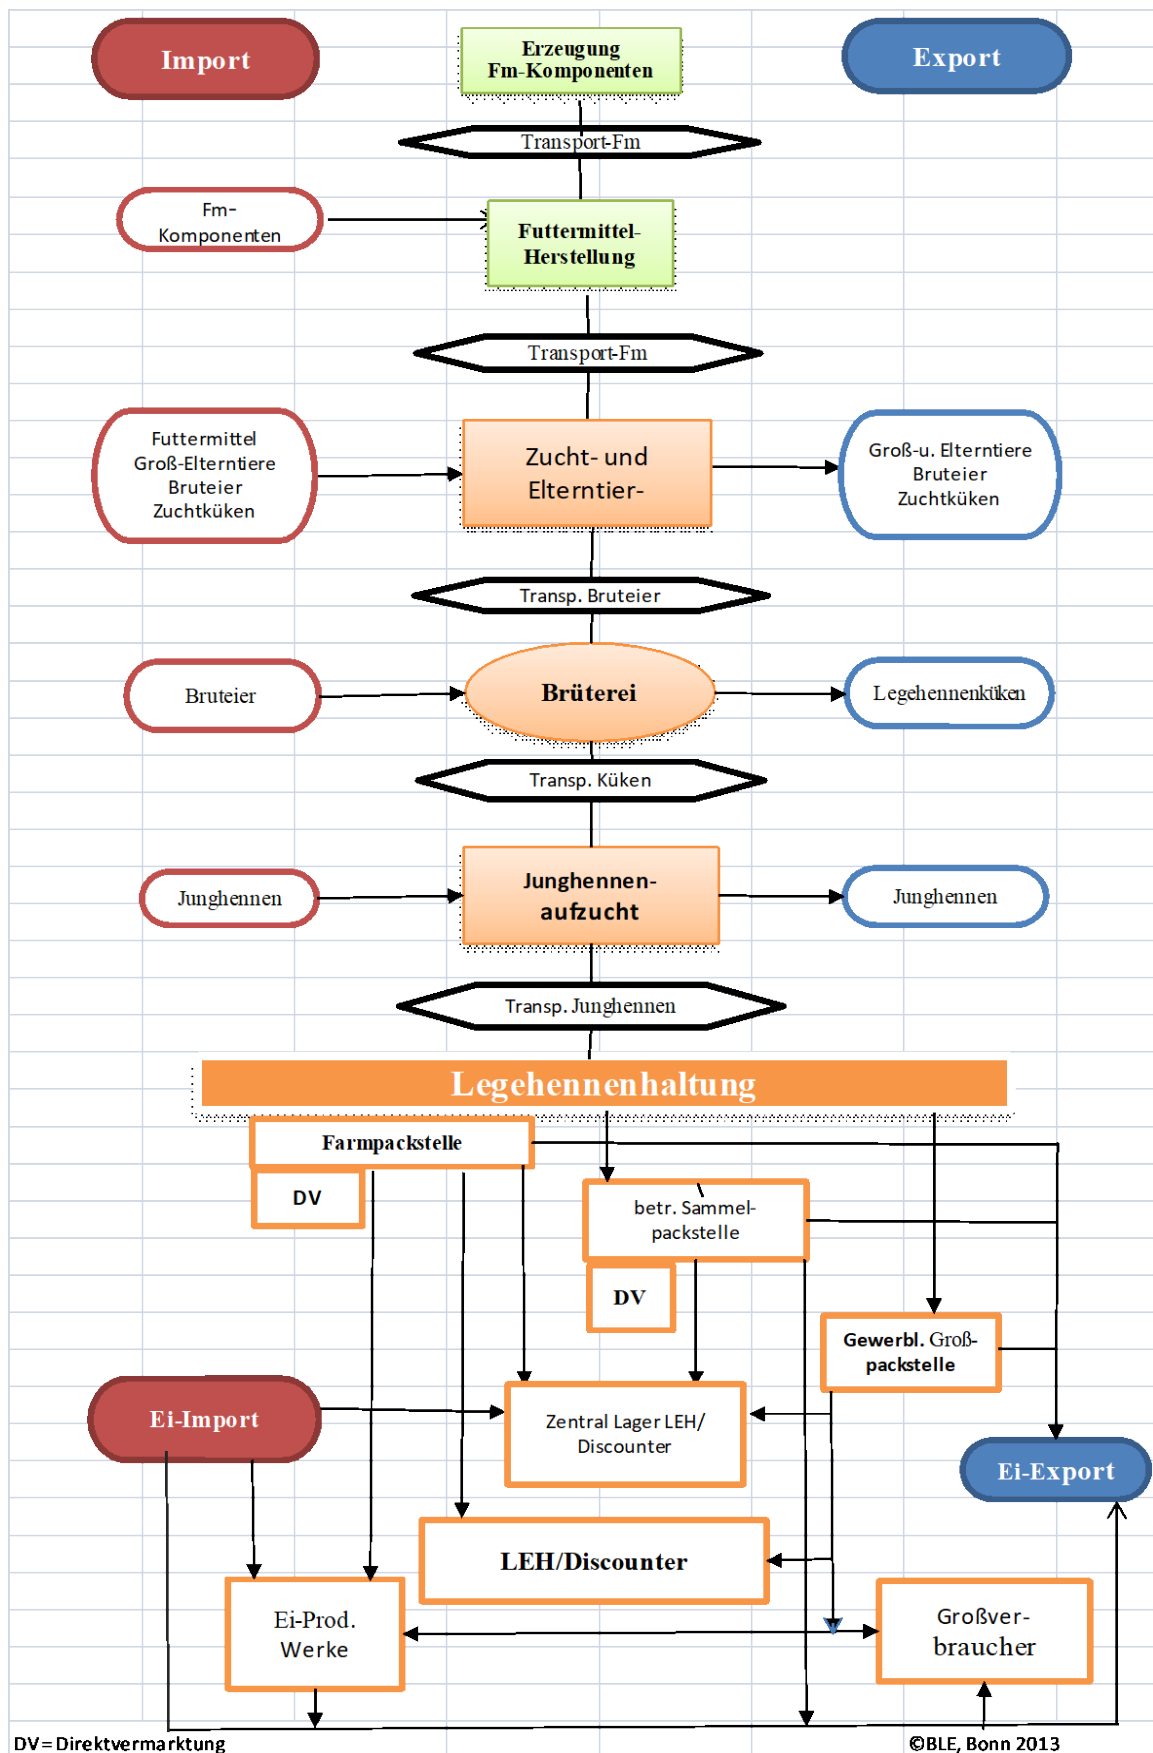 Import
Erzeugung
Fm-Komponenten
Export
Transport-Fm
Fm-
Komponenten
Futtermittel-
Herstellung
Transport-Fm
Futtermittel
Groß-Elterntiere
Bruteier
Zuchtküken
Zucht- und
Elterntier-
Groß-u. Elterntiere
Bruteier
Zuchtküken
Transp. Bruteier
Bruteier
Brüterei
Legehennenküken
Transp. Küken
Junghennen
Junghennen-
aufzucht
Junghennen
Transp. Junghennen
Legehennenhaltung
Farmpackstelle
DV
betr. Sammel-
packstelle
DV
Gewerbl. Groß-
packstelle
Ei-Import
Zentral Lager LEH/
Discounter
Ei-Export
LEH/Discounter
Ei-Prod.
Werke
Großver-
braucher
DV = Direktvermarktung
©BLE, Bonn 2013